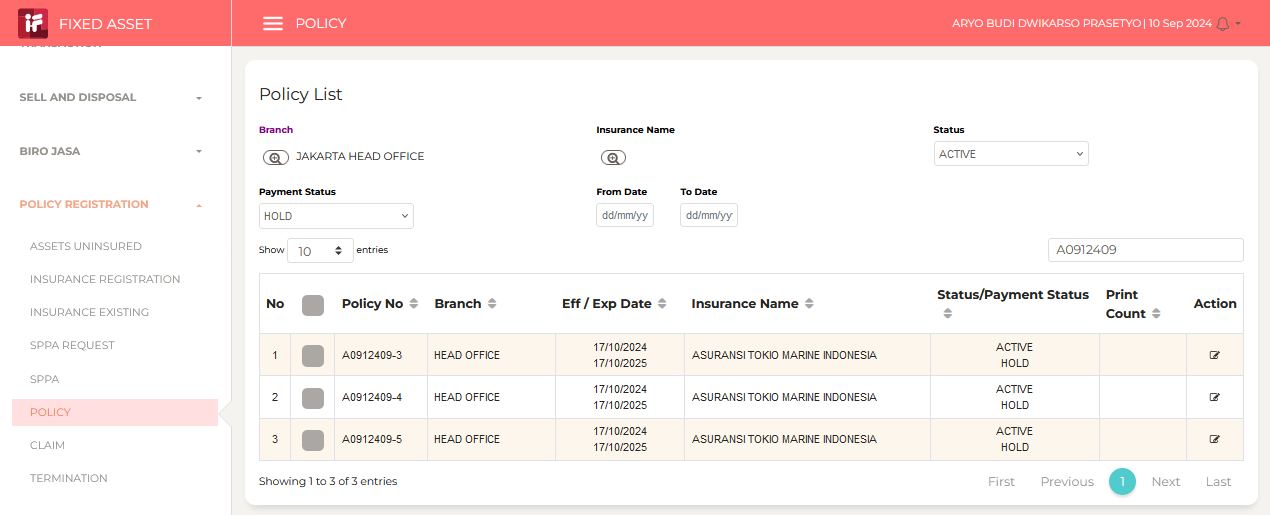 iF FIXED ASSET
POLICY
ARYO BUDI DWIKARSO PRASETYO | 10 Sep 2024
TRANSACTION
SELL AND DISPOSAL
BIRO JASA
POLICY REGISTRATION
ASSETS UNINSURED
INSURANCE REGISTRATION
INSURANCE EXISTING
SPPA REQUEST
SPPA
POLICY
CLAIM
TERMINATION
Policy List
Branch
JAKARTA HEAD OFFICE
Insurance Name
Status
ACTIVE
Payment Status
HOLD
From Date
dd/mm/yy
To Date
dd/mm/yy
Show 10 entries
A0912409
No Policy No Branch Eff / Exp Date Insurance Name Status/Payment Status Print Count Action
1 A0912409-3 HEAD OFFICE 17/10/2024 17/10/2025 ASURANSI TOKIO MARINE INDONESIA ACTIVE HOLD
2 A0912409-4 HEAD OFFICE 17/10/2024 17/10/2025 ASURANSI TOKIO MARINE INDONESIA ACTIVE HOLD
3 A0912409-5 HEAD OFFICE 17/10/2024 17/10/2025 ASURANSI TOKIO MARINE INDONESIA ACTIVE HOLD
Showing 1 to 3 of 3 entries
First Previous 1 Next Last